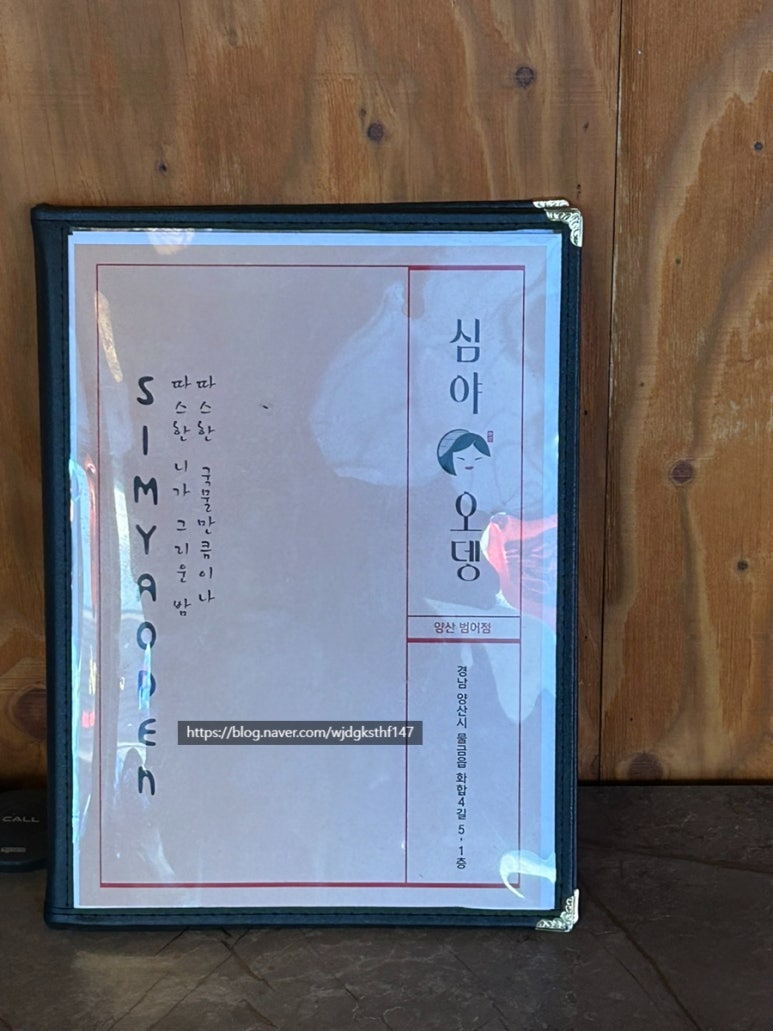 심야
오뎅
양산 범어점
경남 양산시 물금읍 화합4길 5, 1층
따스한 국물만큼이나
따스한 니가 그리운 밤
SIMYAODEN
https://blog.naver.com/wjdgksthf147
CALL